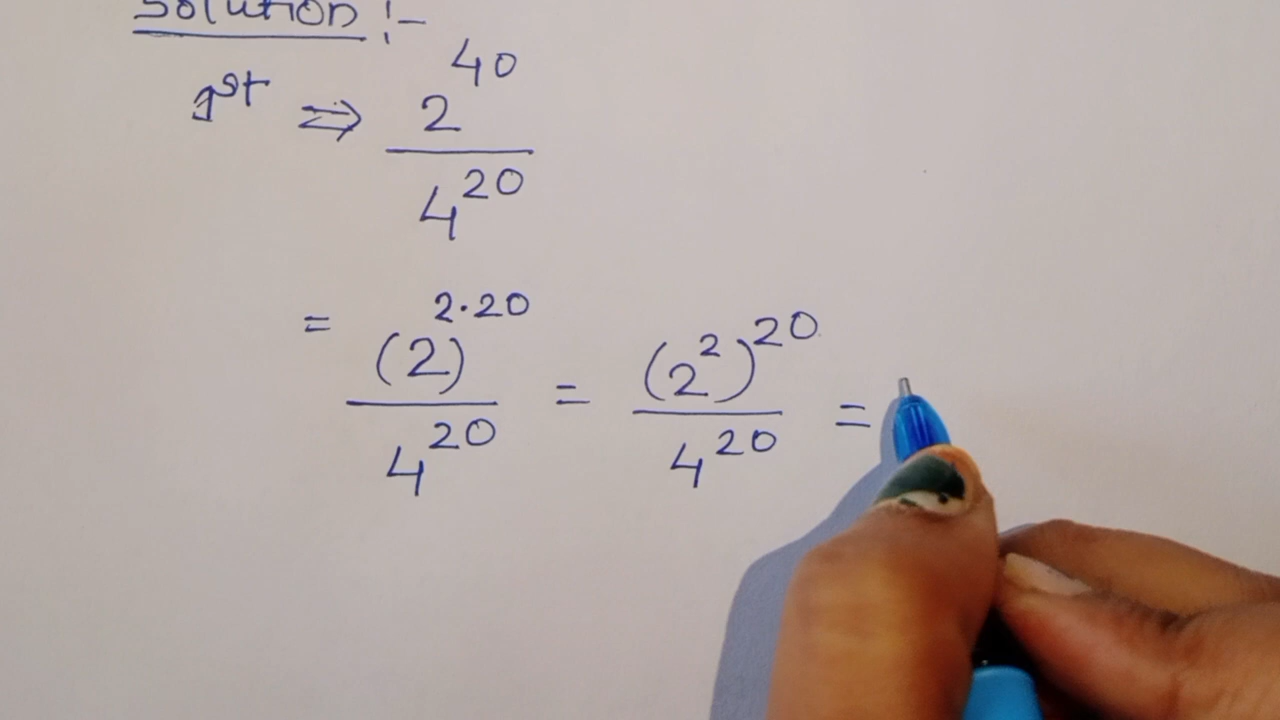 Solution :-
1st ⇒ 2^40 / 4^20
= (2)^2·20 / 4^20 = (2^2)^20 / 4^20 =